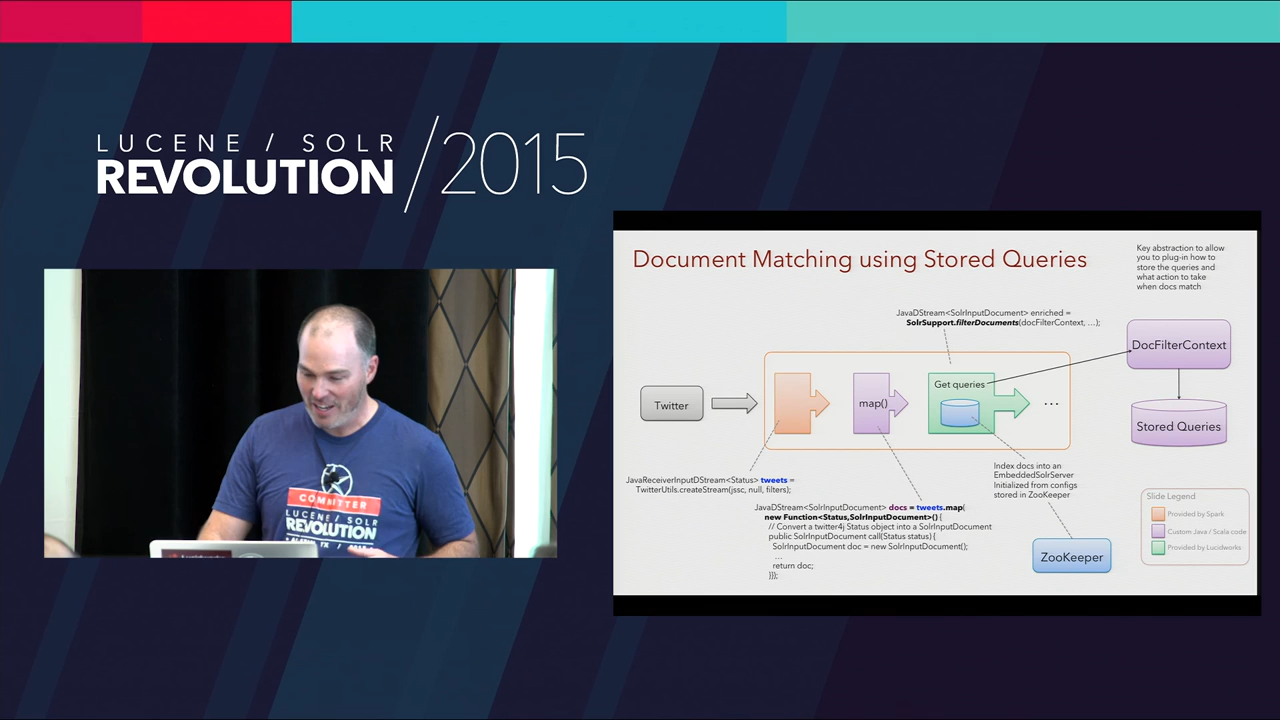 LUCENE / SOLR
REVOLUTION /2015
COMMITTER
LUCENE / SOLR
REVOLUTION
Document Matching using Stored Queries
Key abstraction to allow
you to plug-in how to
store the queries and
what action to take
when docs match
JavaDStream<SolrInputDocument> enriched =
SolrSupport.filterDocuments(docFilterContext, …);
DocFilterContext
Get queries
Twitter
map()
...
Stored Queries
JavaReceiverInputDStream<Status> tweets =
TwitterUtils.createStream(jssc, null, filters);
Index docs into an
EmbeddedSolrServer
Initialized from configs
stored in ZooKeeper
JavaDStream<SolrInputDocument> docs = tweets.map(
new Function<Status,SolrInputDocument>() {
// Convert a twitter4j Status object into a SolrInputDocument
public SolrInputDocument call(Status status) {
SolrInputDocument doc = new SolrInputDocument();
…
return doc;
}});
ZooKeeper
Slide Legend
Provided by Spark
Custom Java / Scala code
Provided by Lucidworks